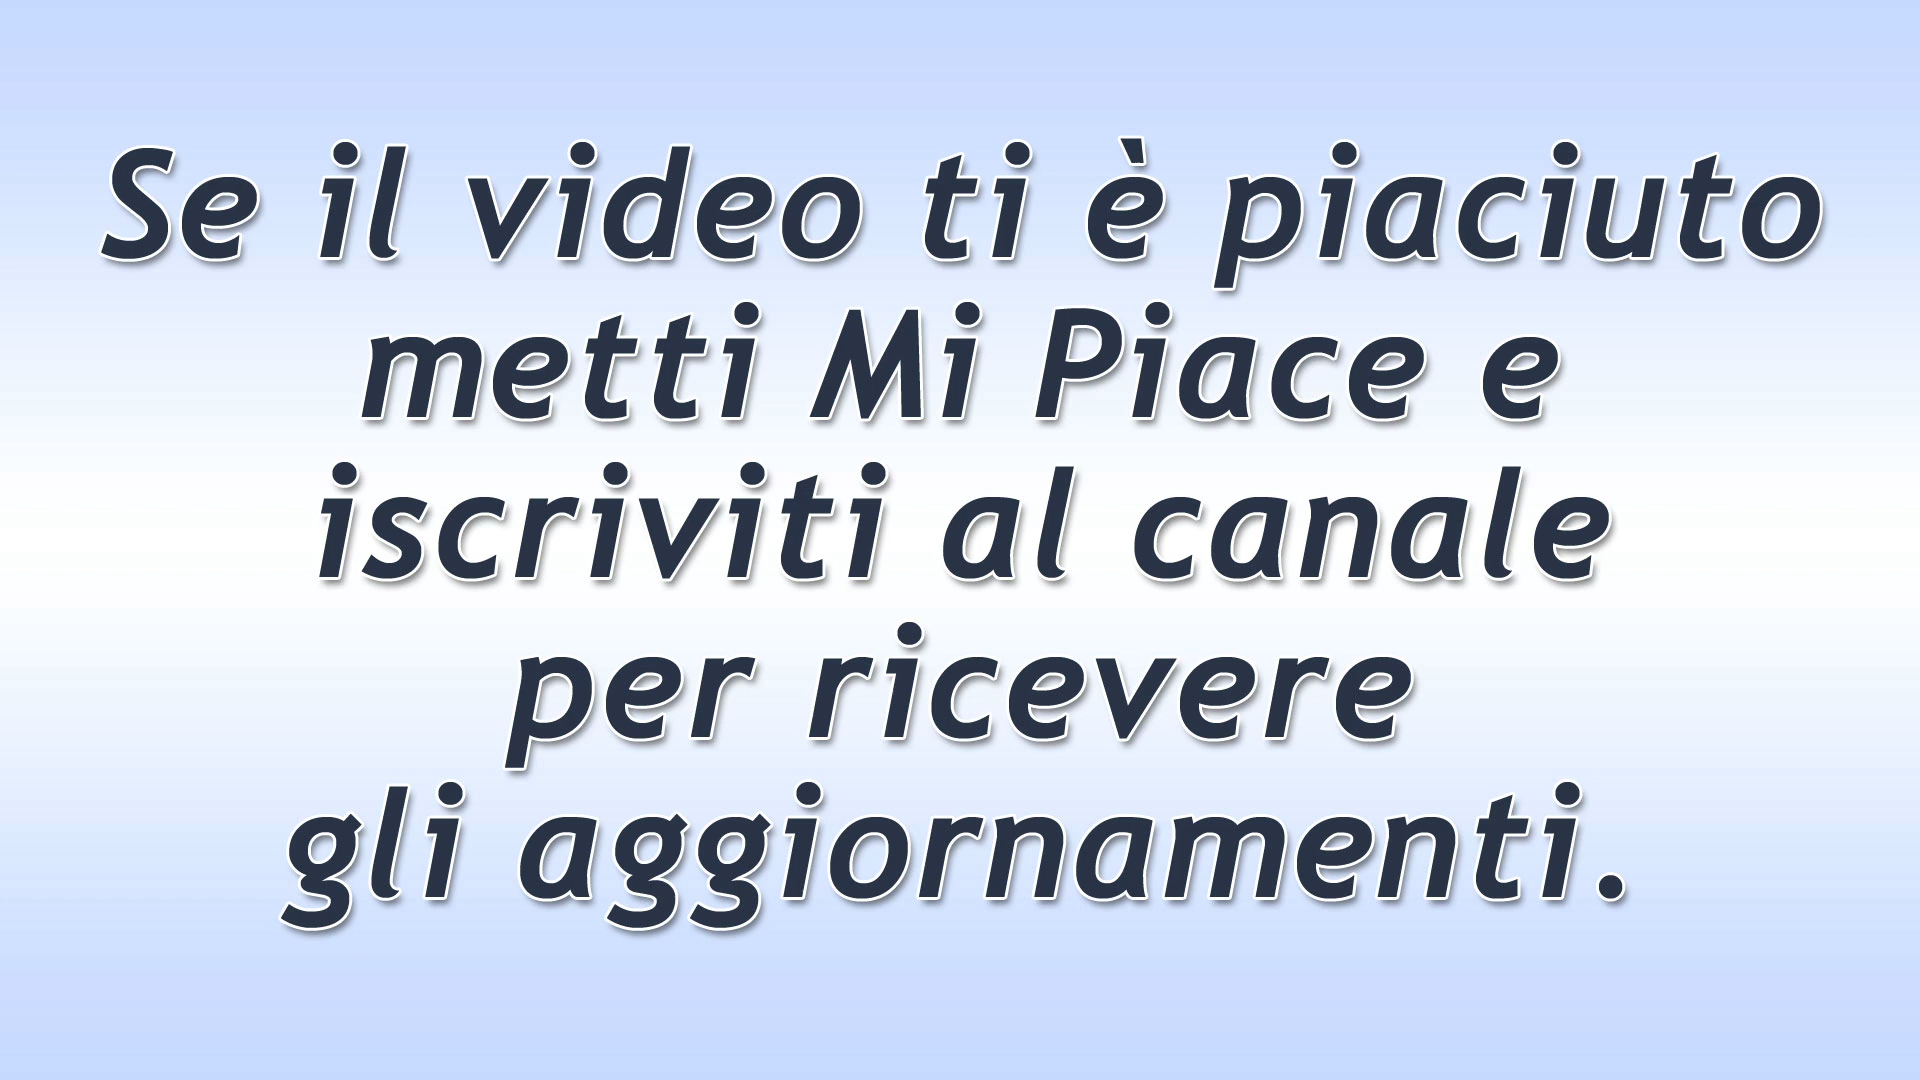 Se il video ti è piaciuto
metti Mi Piace e
iscriviti al canale
per ricevere
gli aggiornamenti.